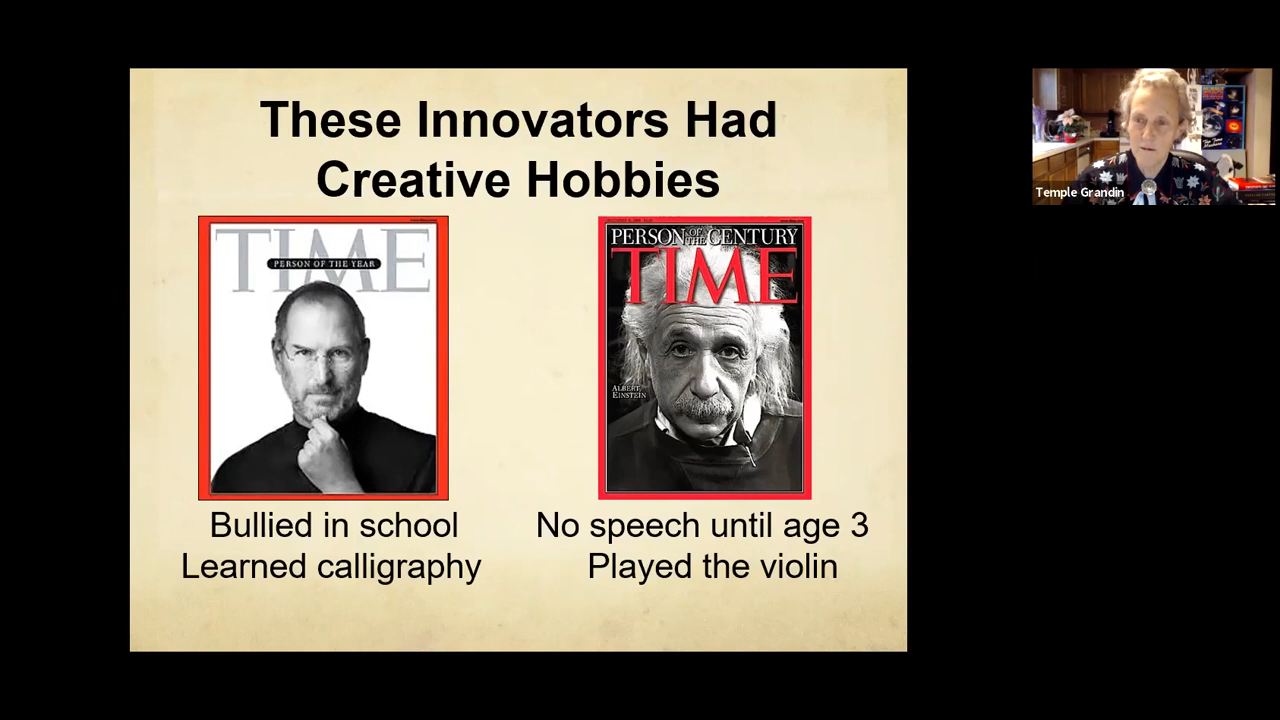 These Innovators Had
Creative Hobbies
TIME
PERSON OF THE YEAR
PERSON OF THE CENTURY
TIME
ALBERT
EINSTEIN
Bullied in school
Learned calligraphy
No speech until age 3
Played the violin
Temple Grandin